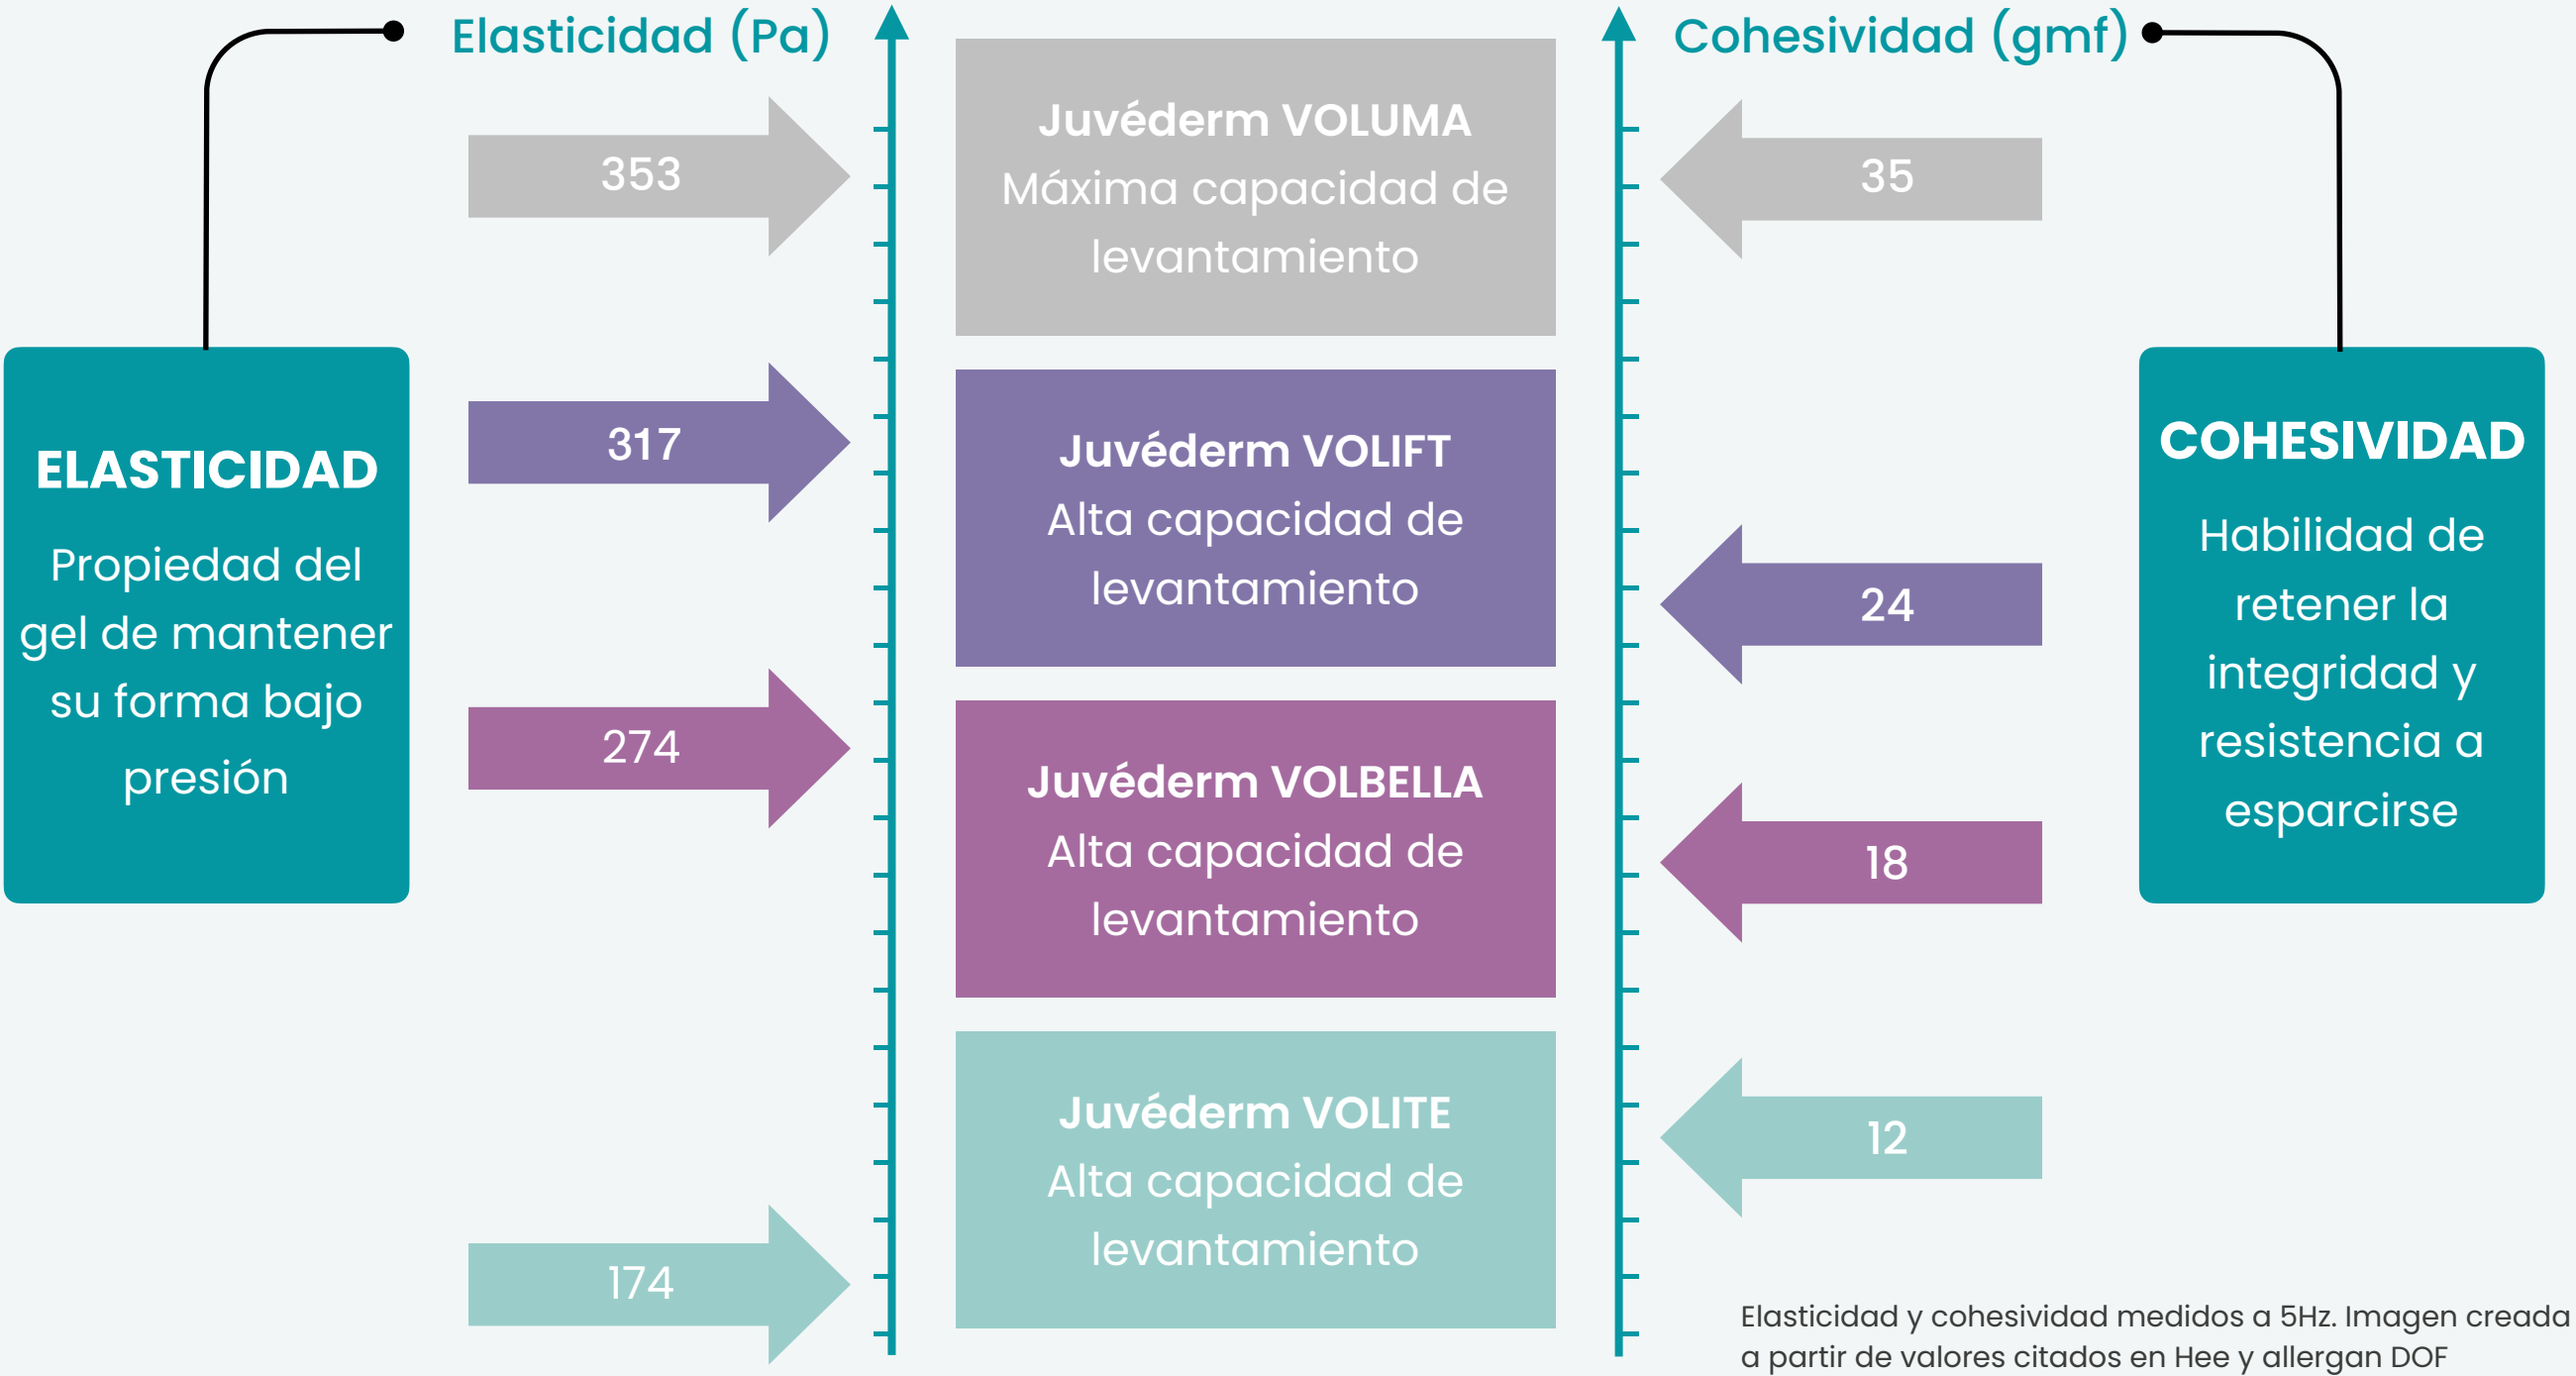 Elasticidad (Pa)
Cohesividad (gmf)
ELASTICIDAD
Propiedad del
gel de mantener
su forma bajo
presión
353
317
274
174
Juvéderm VOLUMA
Máxima capacidad de
levantamiento
Juvéderm VOLIFT
Alta capacidad de
levantamiento
Juvéderm VOLBELLA
Alta capacidad de
levantamiento
Juvéderm VOLITE
Alta capacidad de
levantamiento
35
24
18
12
COHESIVIDAD
Habilidad de
retener la
integridad y
resistencia a
esparcirse
Elasticidad y cohesividad medidos a 5Hz. Imagen creada
a partir de valores citados en Hee y allergan DOF